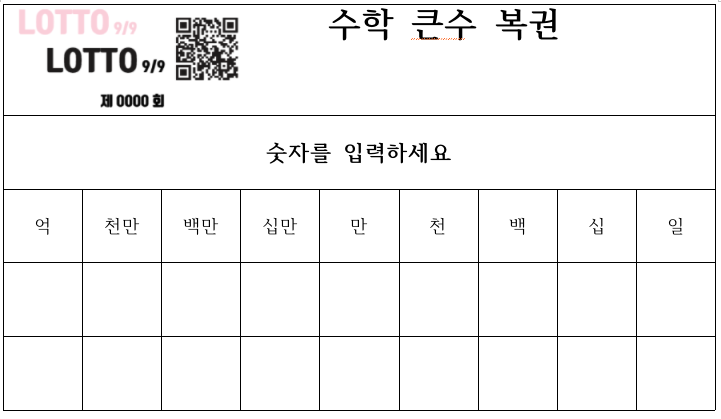 LOTTO 9/9
LOTTO 9/9
제 0000 회
수학 큰수 복권
숫자를 입력하세요
억 천만 백만 십만 만 천 백 십 일